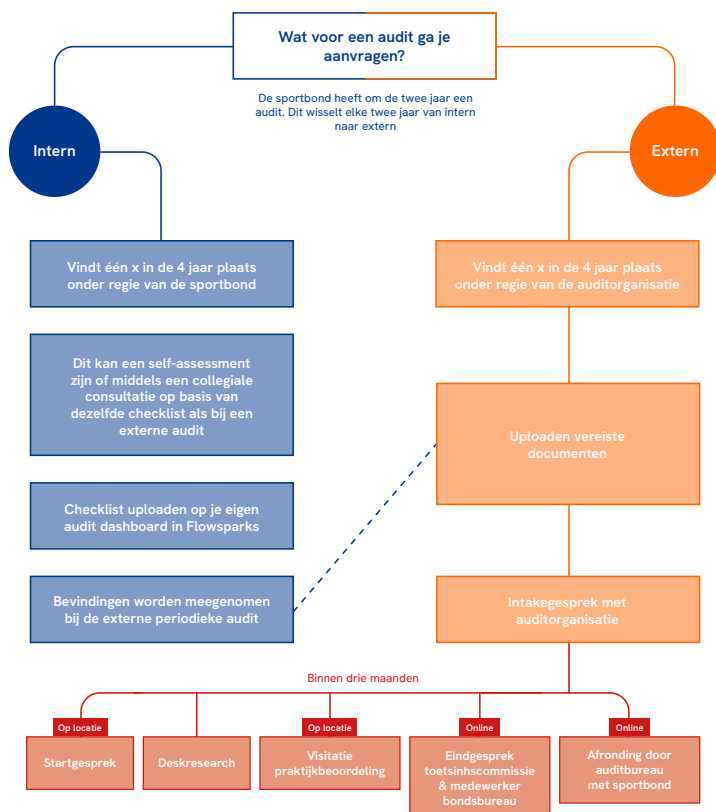 Wat voor een audit ga je
aanvragen?
De sportbond heeft om de twee jaar een
audit. Dit wisselt elke twee jaar van intern
naar extern
Intern
Extern
Vindt één x in de 4 jaar plaats
onder regie van de sportbond
Vindt één x in de 4 jaar plaats
onder regie van de auditorganisatie
Dit kan een self-assessment
zijn of middels een collegiale
consultatie op basis van
dezelfde checklist als bij een
externe audit
Uploaden vereiste
documenten
Checklist uploaden op je eigen
audit dashboard in Flowsparks
Bevindingen worden meegenomen
bij de externe periodieke audit
Intakegesprek met
auditorganisatie
Binnen drie maanden
Op locatie
Startgesprek
Deskresearch
Op locatie
Visitatie
praktijkbeoordeling
Online
Eindgesprek
toetsinhscommissie
& medewerker
bondsbureau
Online
Afronding door
auditbureau
met sportbond